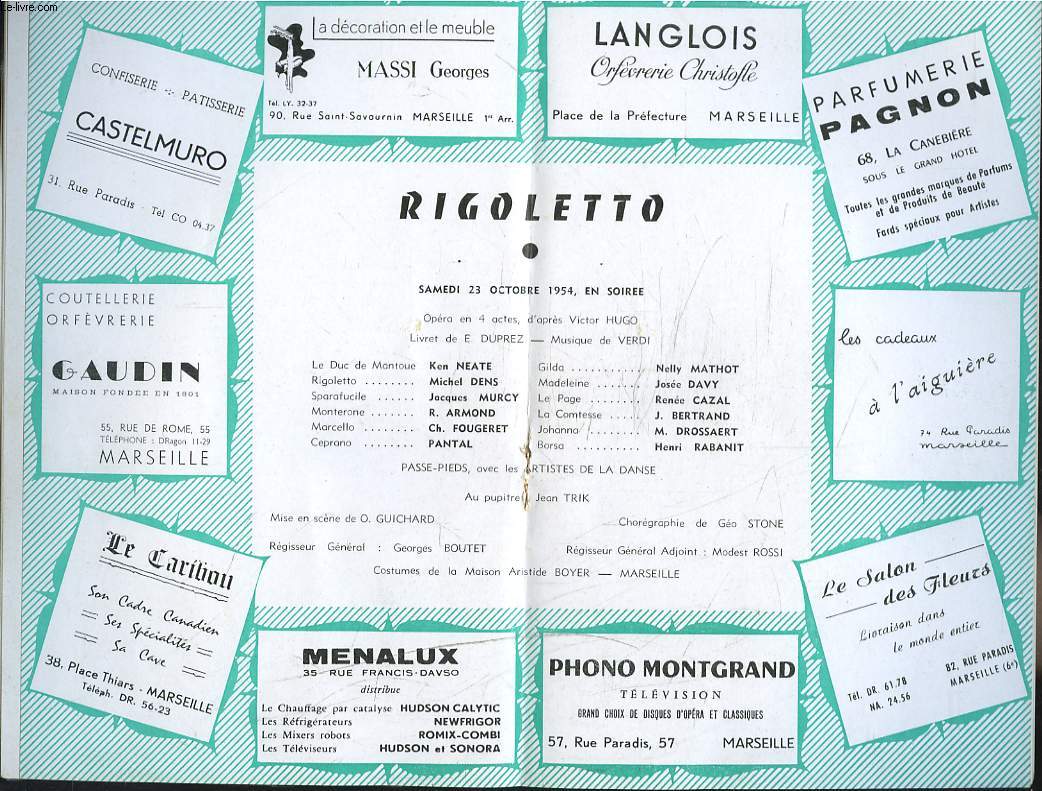 le-livre.com
La décoration et le meuble
MASSI Georges
Tél. LY. 32-37
90, Rue Saint-Savournin MARSEILLE 1er Arr.
LANGLOIS
Orfèvrerie Christofle
Place de la Préfecture MARSEILLE
CONFISERIE -:- PATISSERIE
CASTELMURO
31, Rue Paradis - Tel CO 04.37
PARFUMERIE
PAGNON
68, LA CANEBIÈRE
SOUS LE GRAND HOTEL
Toutes les grandes marques de Parfums
et de Produits de Beauté
Fards spéciaux pour Artistes
RIGOLETTO
SAMEDI 23 OCTOBRE 1954, EN SOIREE
Opéra en 4 actes, d'après Victor HUGO
Livret de E. DUPREZ — Musique de VERDI
Le Duc de Mantoue Ken NEATE
Rigoletto ........ Michel DENS
Sparafucile ...... Jacques MURCY
Monterone ....... R. ARMOND
Marcello ........ Ch. FOUGERET
Ceprano ........ PANTAL
Gilda ............ Nelly MATHOT
Madeleine ........ Josée DAVY
Le Page ......... Renée CAZAL
La Comtesse ..... J. BERTRAND
Johanna ......... M. DROSSAERT
Borsa ........... Henri RABANIT
PASSE-PIEDS, avec les ARTISTES DE LA DANSE
Au pupitre Jean TRIK
Mise en scène de O. GUICHARD
Chorégraphie de Géo STONE
Régisseur Général : Georges BOUTET
Régisseur Général Adjoint : Modest ROSSI
Costumes de la Maison Aristide BOYER — MARSEILLE
COUTELLERIE
ORFÈVRERIE
GAUDIN
MAISON FONDÉE EN 1801
55, RUE DE ROME, 55
TÉLÉPHONE : DRagon 11-29
MARSEILLE
les cadeaux
à l'aiguière
74 Rue Paradis
marseille
Le Caribou
Son Cadre Canadien
Ses Spécialités
Sa Cave
38, Place Thiars - MARSEILLE
Téléph. DR. 56-23
MENALUX
35 RUE FRANCIS-DAVSO
distribue
Le Chauffage par catalyse HUDSON CALYTIC
Les Réfrigérateurs NEWFRIGOR
Les Mixers robots ROMIX-COMBI
Les Téléviseurs HUDSON et SONORA
PHONO MONTGRAND
TÉLÉVISION
GRAND CHOIX DE DISQUES D'OPÉRA ET CLASSIQUES
57, Rue Paradis, 57 MARSEILLE
Le Salon
des Fleurs
Livraison dans
le monde entier
82, RUE PARADIS
MARSEILLE (6e)
Tél. DR. 61.78
NA. 24.56